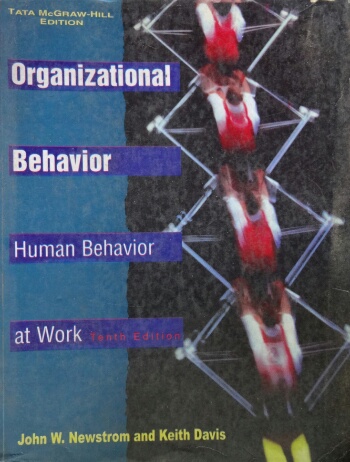 TATA MCGRAW-HILL
EDITION
Organizational
Behavior
Human Behavior
at Work Tenth Edition
John W. Newstrom and Keith Davis